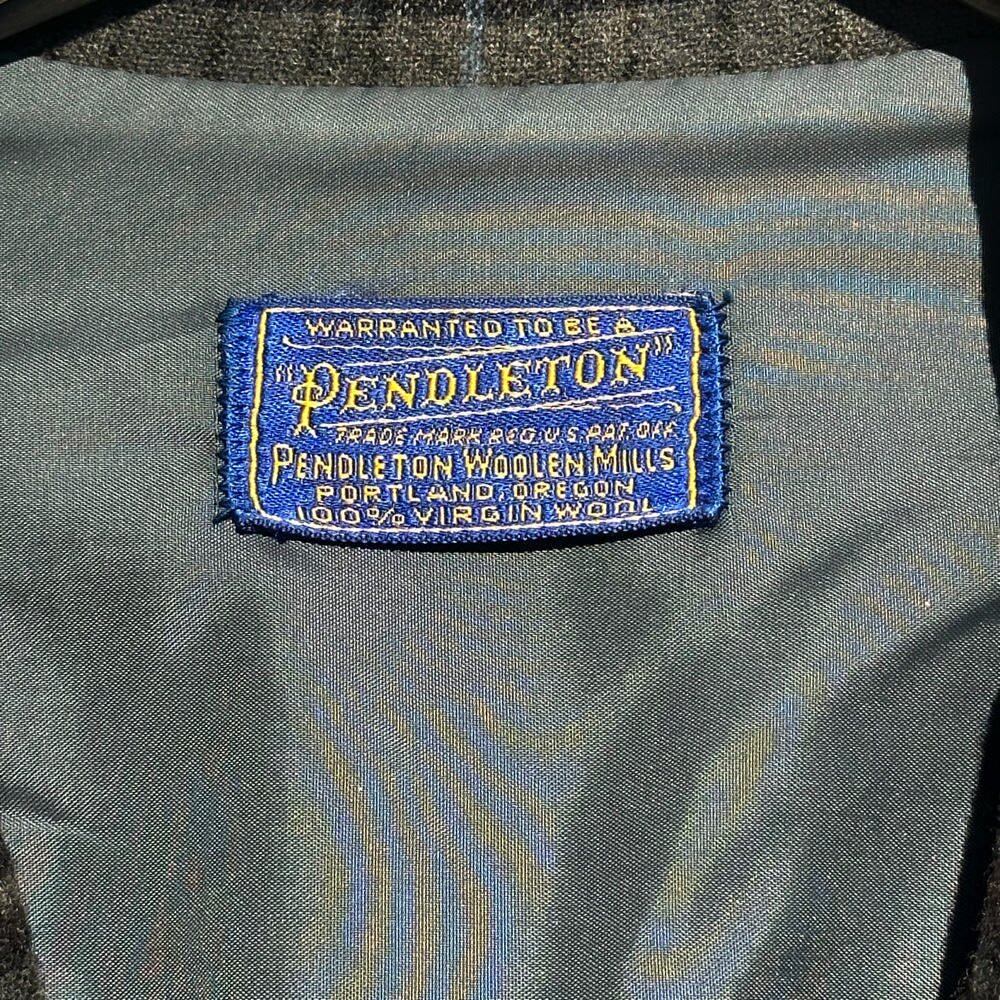 WARRANTED TO BE A
"PENDLETON"
TRADE MARK REG. U.S. PAT. OFF.
PENDLETON WOOLEN MILLS
PORTLAND, OREGON
100% VIRGIN WOOL